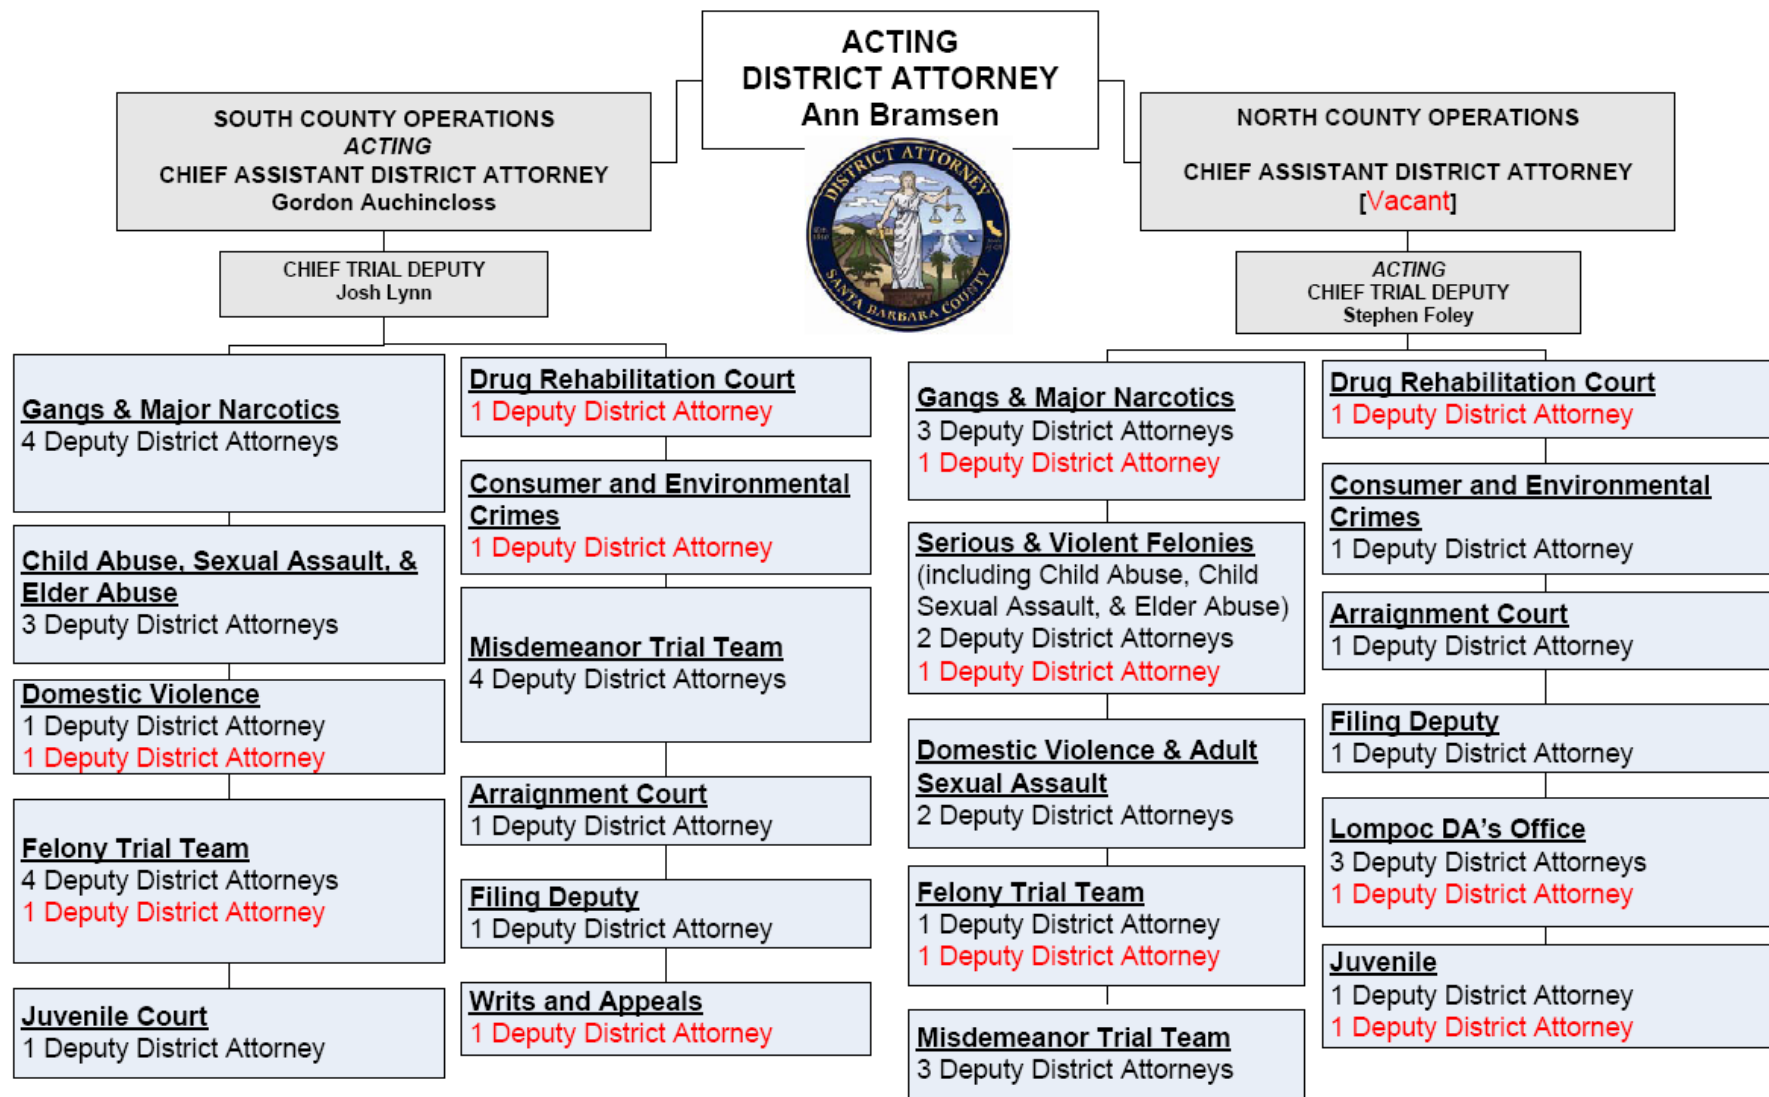 ACTING
DISTRICT ATTORNEY
Ann Bramsen
SOUTH COUNTY OPERATIONS
ACTING
CHIEF ASSISTANT DISTRICT ATTORNEY
Gordon Auchincloss
NORTH COUNTY OPERATIONS
CHIEF ASSISTANT DISTRICT ATTORNEY
[Vacant]
DISTRICT ATTORNEY
SANTA BARBARA COUNTY
CHIEF TRIAL DEPUTY
Josh Lynn
ACTING
CHIEF TRIAL DEPUTY
Stephen Foley
Gangs & Major Narcotics
4 Deputy District Attorneys
Child Abuse, Sexual Assault, &
Elder Abuse
3 Deputy District Attorneys
Domestic Violence
1 Deputy District Attorney
1 Deputy District Attorney
Felony Trial Team
4 Deputy District Attorneys
1 Deputy District Attorney
Juvenile Court
1 Deputy District Attorney
Drug Rehabilitation Court
1 Deputy District Attorney
Consumer and Environmental
Crimes
1 Deputy District Attorney
Misdemeanor Trial Team
4 Deputy District Attorneys
Arraignment Court
1 Deputy District Attorney
Filing Deputy
1 Deputy District Attorney
Writs and Appeals
1 Deputy District Attorney
Gangs & Major Narcotics
3 Deputy District Attorneys
1 Deputy District Attorney
Serious & Violent Felonies
(including Child Abuse, Child
Sexual Assault, & Elder Abuse)
2 Deputy District Attorneys
1 Deputy District Attorney
Domestic Violence & Adult
Sexual Assault
2 Deputy District Attorneys
Felony Trial Team
1 Deputy District Attorney
1 Deputy District Attorney
Misdemeanor Trial Team
3 Deputy District Attorneys
Drug Rehabilitation Court
1 Deputy District Attorney
Consumer and Environmental
Crimes
1 Deputy District Attorney
Arraignment Court
1 Deputy District Attorney
Filing Deputy
1 Deputy District Attorney
Lompoc DA's Office
3 Deputy District Attorneys
1 Deputy District Attorney
Juvenile
1 Deputy District Attorney
1 Deputy District Attorney